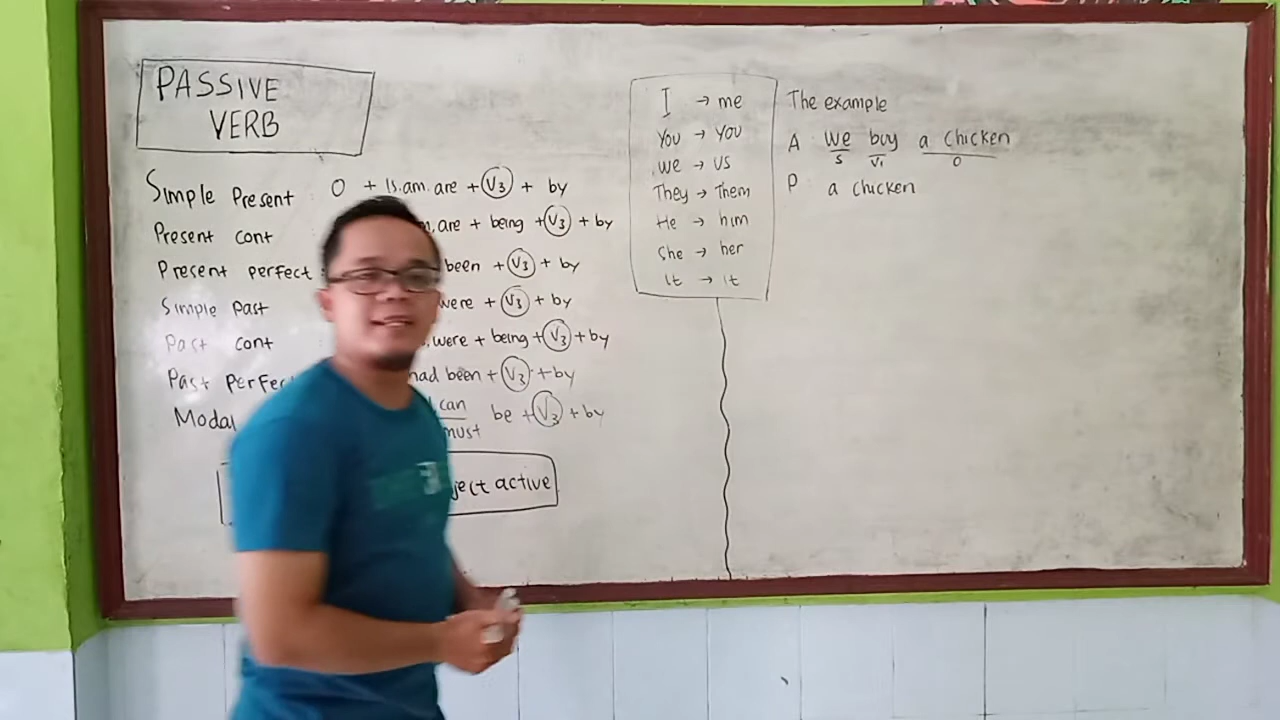 PASSIVE
VERB
Simple Present O + Is.am.are + V3 + by
Present cont are + being + V3 + by
Present perfect been + V3 + by
Simple Past were + V3 + by
Past cont were + being + V3 + by
Past Perfec had been + V3 + by
Modal can be + V3 + by
must
ject active
I → me
You → You
we → us
They → Them
He → him
She → her
It → It
The example
A : we buy a chicken
S V1 O
P : a chicken